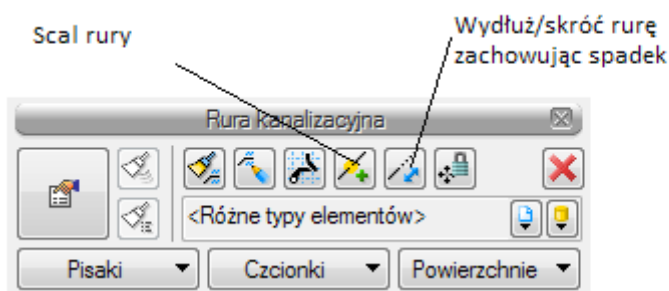 Scal rury
Wydłuż/skróć rurę
zachowując spadek
Rura kanalizacyjna
<Różne typy elementów>
Pisaki
Czcionki
Powierzchnie